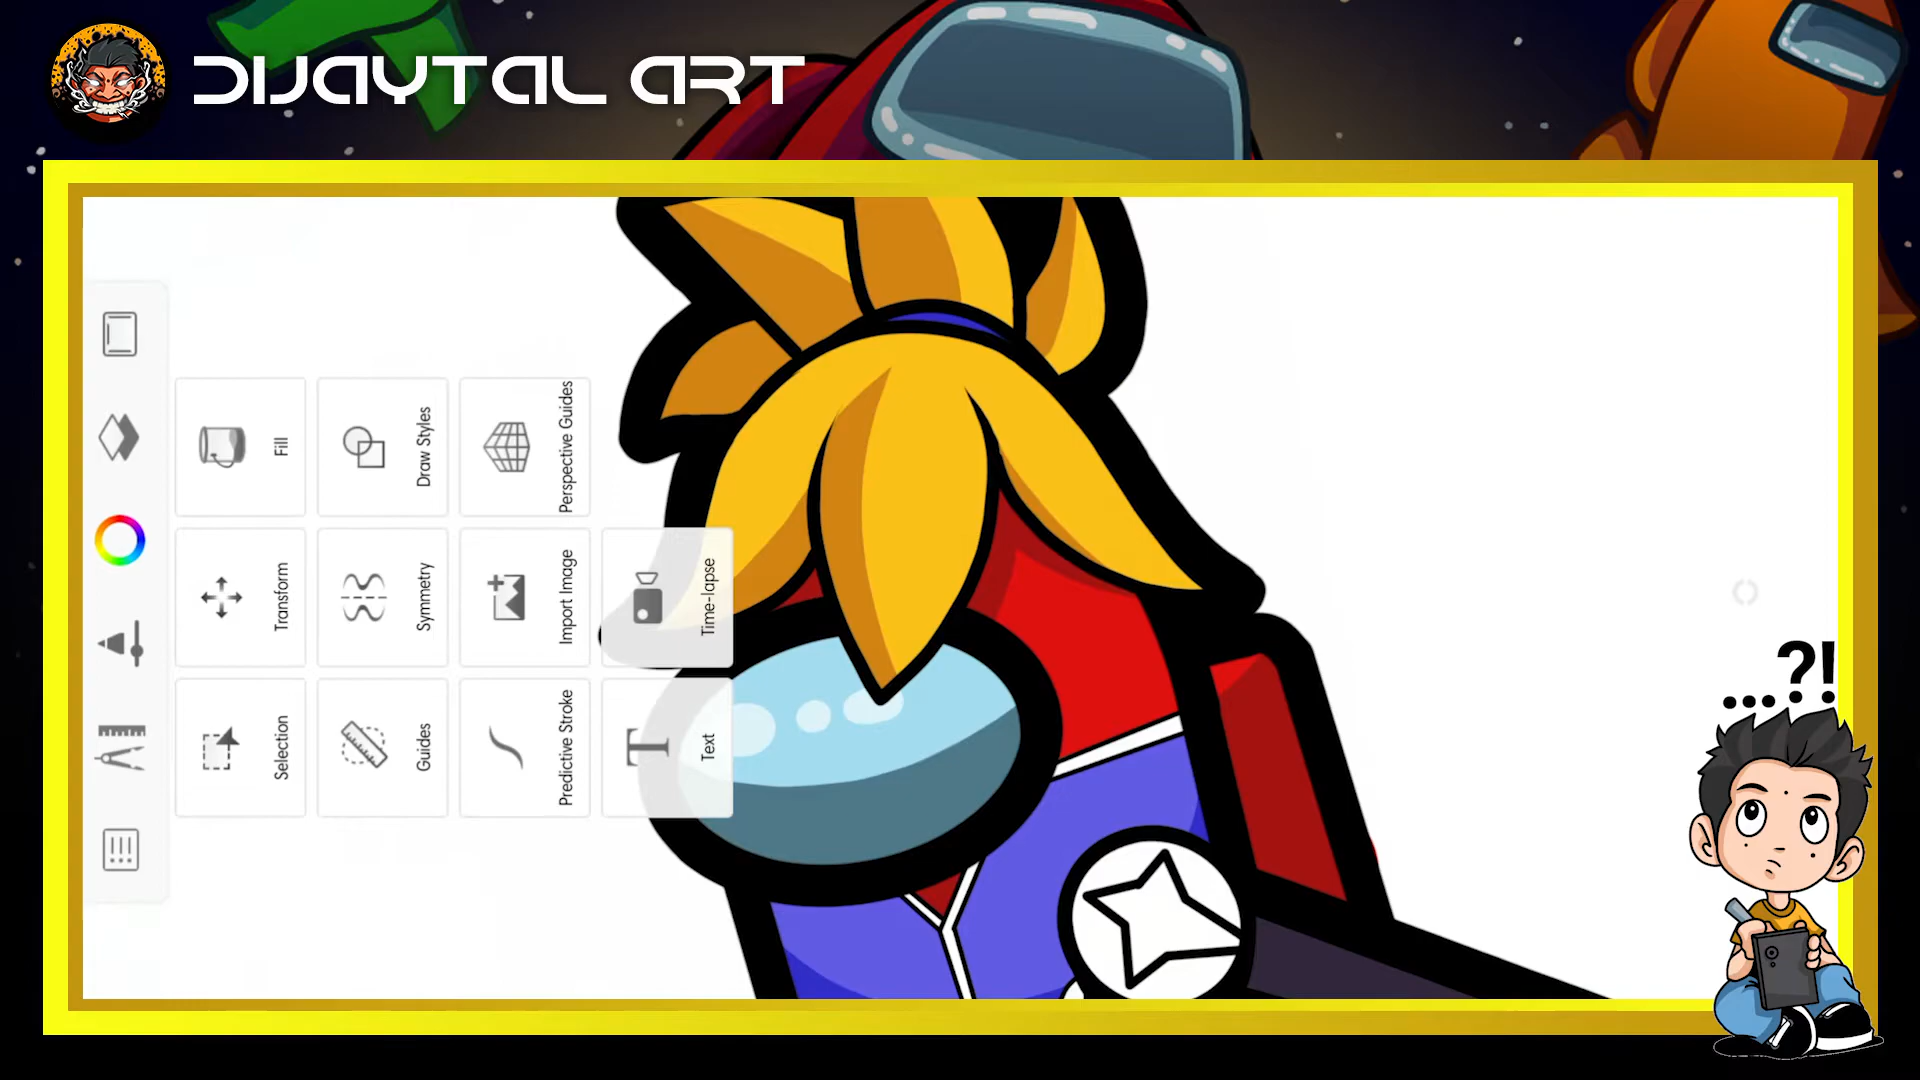 DIJAYTAL ART
Fill
Draw Styles
Perspective Guides
Transform
Symmetry
Import Image
Time-lapse
Selection
Guides
Predictive Stroke
Text
...?!